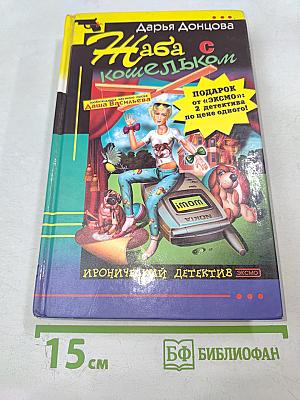 Дарья Донцова
Жаба с
кошельком
Даша Васильева
ПОДАРОК
от «ЭКСМО»:
2 детектива
по цене одного!
NOKIA
ИРОНИЧЕСКИЙ ДЕТЕКТИВ
ЭКСМО
15 см
БФ БИБЛИОФАН